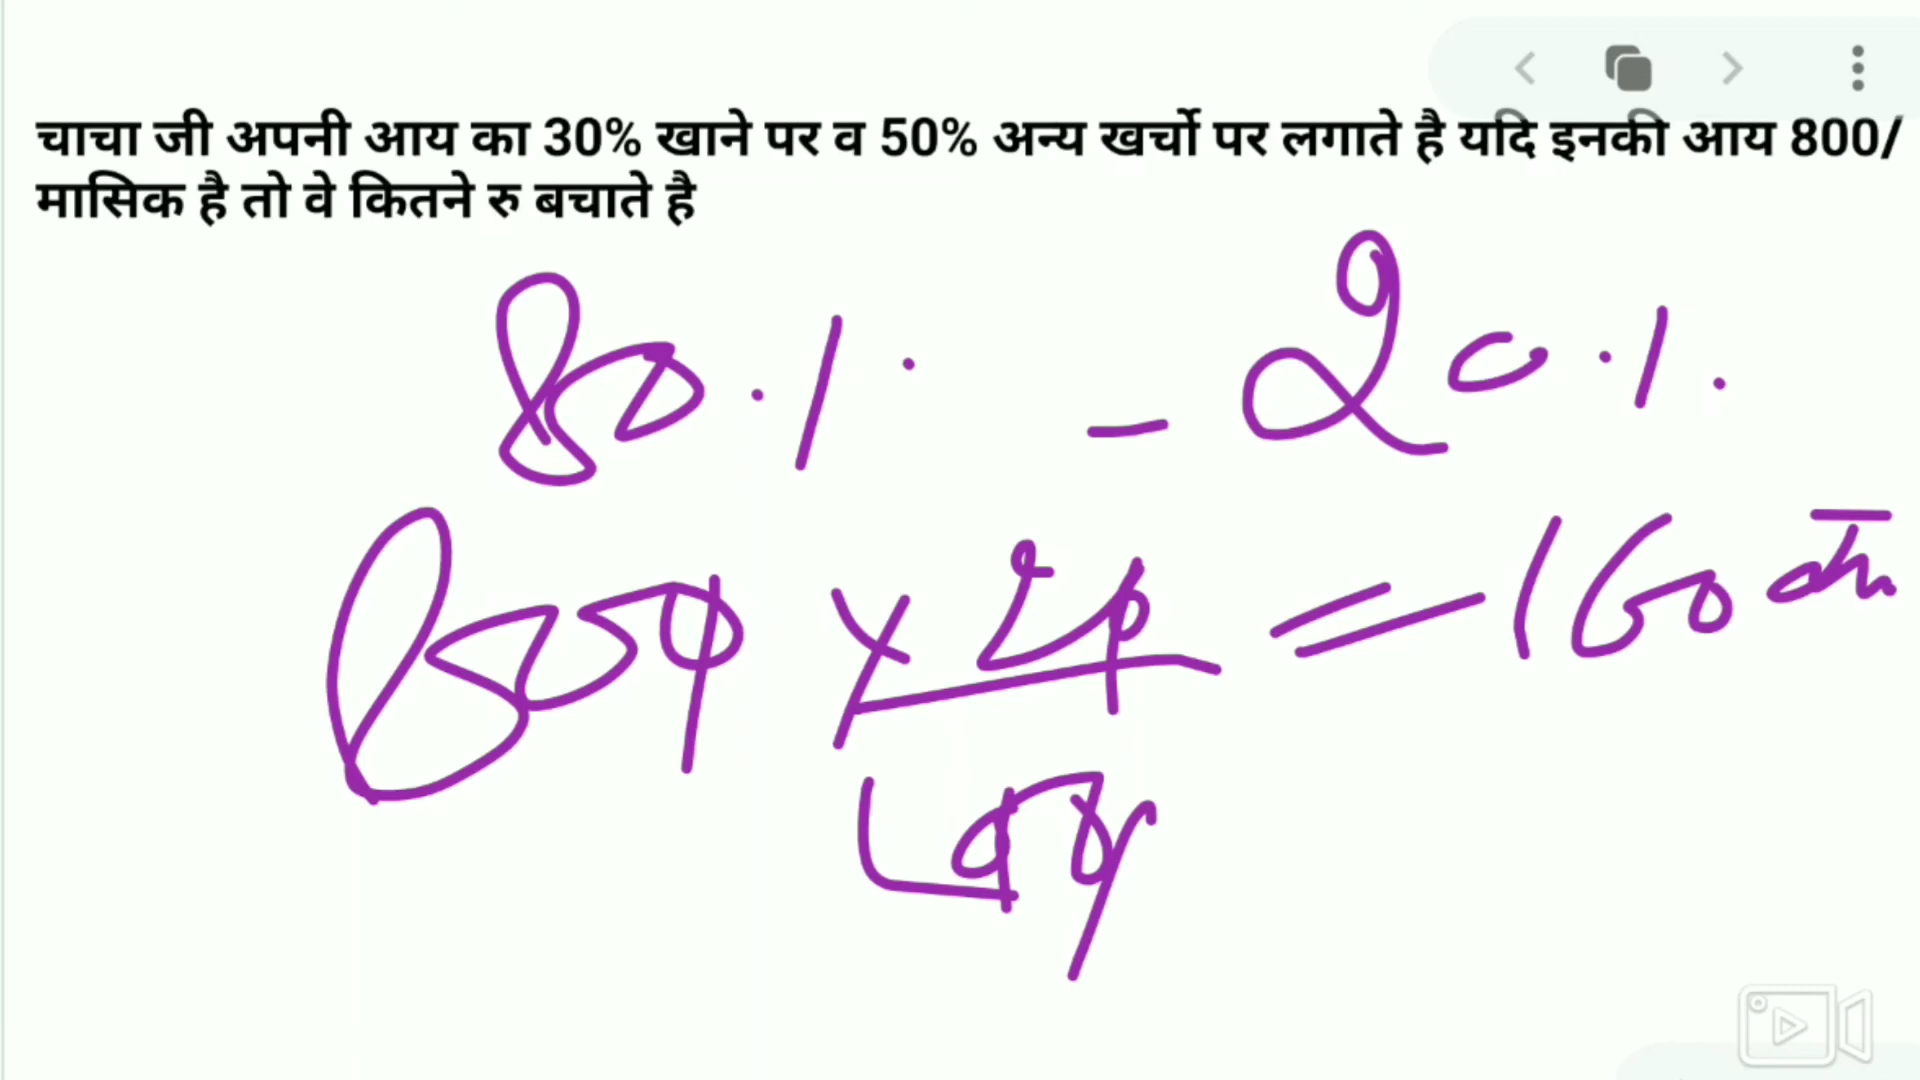 चाचा जी अपनी आय का 30% खाने पर व 50% अन्य खर्चो पर लगाते है यदि इनकी आय 800/
मासिक है तो वे कितने रु बचाते है
80% - 20%
800 x 20 = 160
100